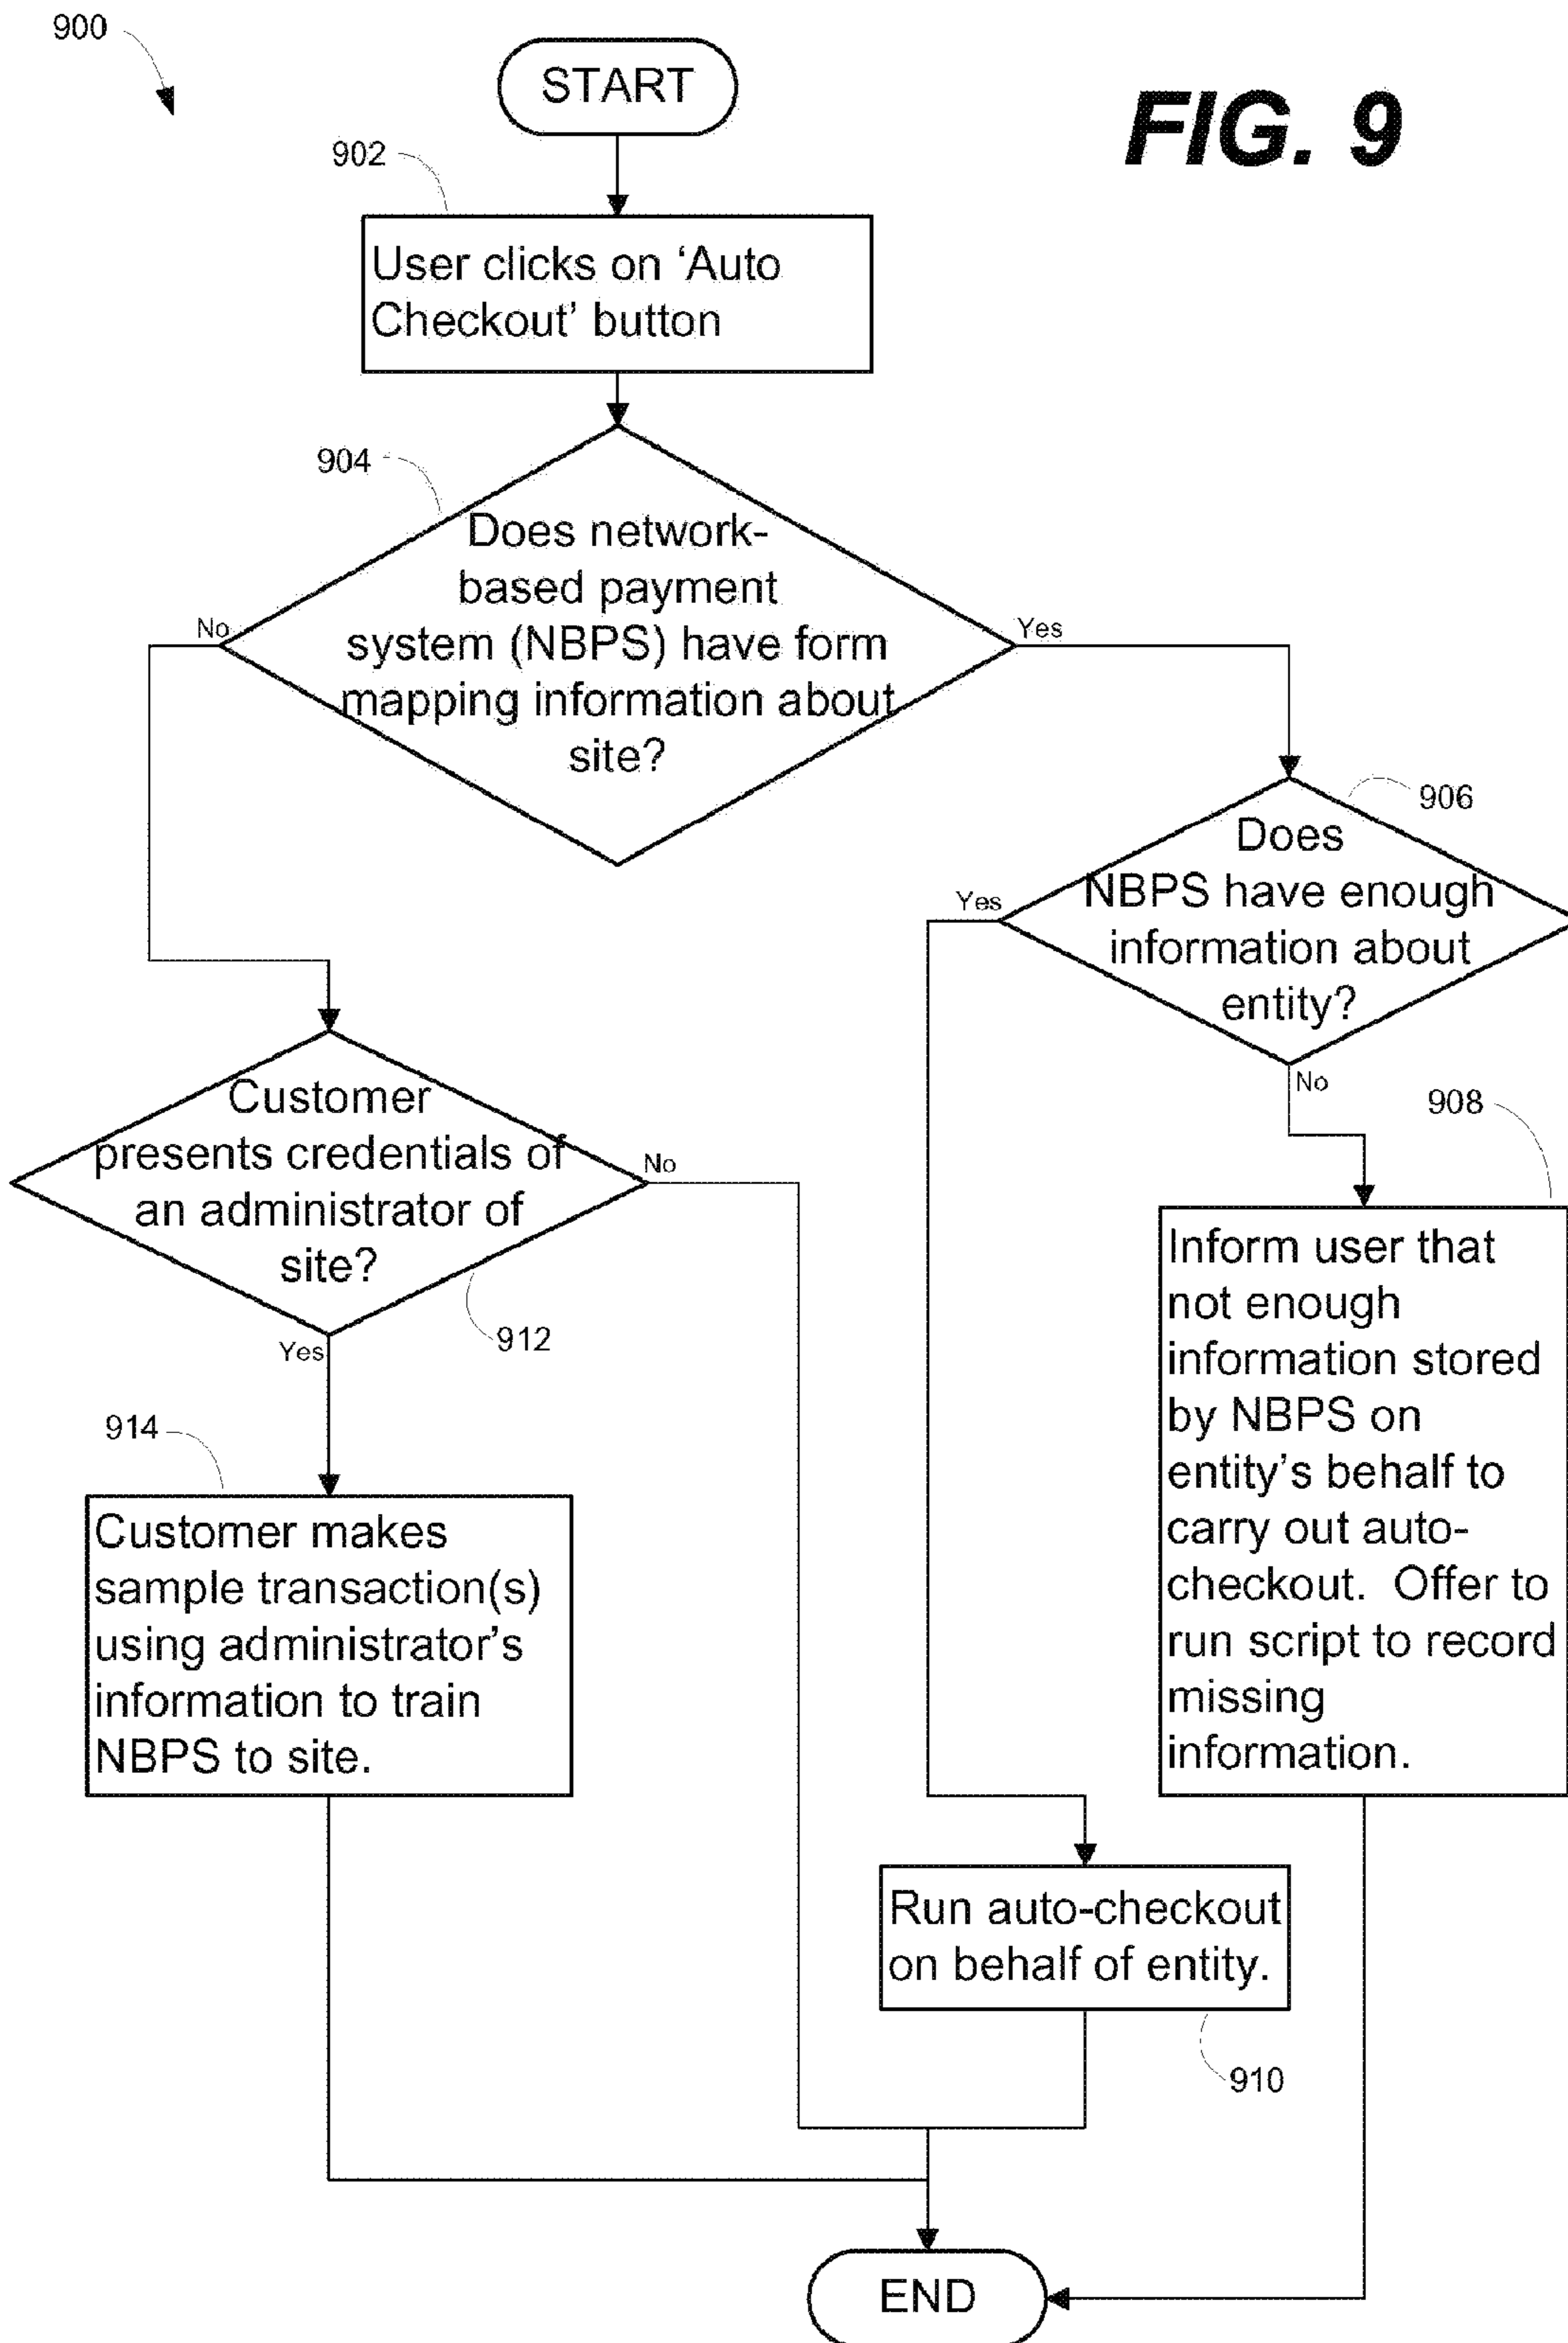 900
START
FIG. 9
902
User clicks on ‘Auto
Checkout’ button
904
Does network-
based payment
system (NBPS) have form
mapping information about
site?
No
Yes
906
Does
NBPS have enough
information about
entity?
Yes
No
908
Customer
presents credentials of
an administrator of
site?
No
Yes
912
Inform user that
not enough
information stored
by NBPS on
entity’s behalf to
carry out auto-
checkout.  Offer to
run script to record
missing
information.
914
Customer makes
sample transaction(s)
using administrator’s
information to train
NBPS to site.
Run auto-checkout
on behalf of entity.
910
END